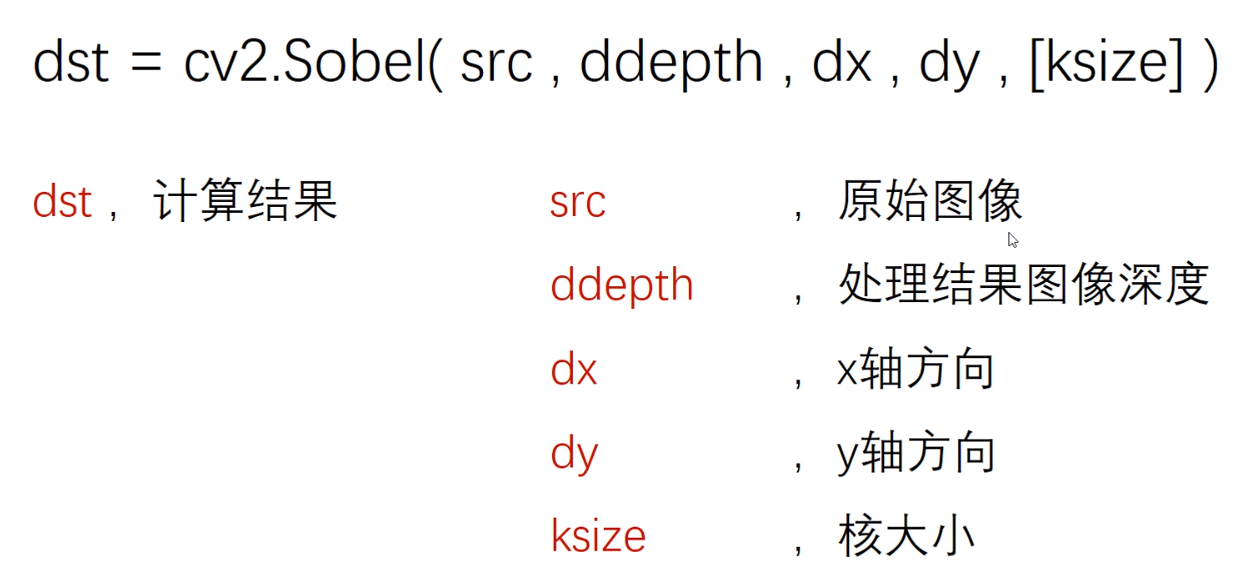 dst = cv2.Sobel( src , ddepth , dx , dy , [ksize] )
dst , 计算结果
src , 原始图像
ddepth , 处理结果图像深度
dx , x轴方向
dy , y轴方向
ksize , 核大小